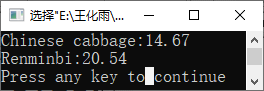 选择"E:\王化雨\...
Chinese cabbage:14.67
Renminbi:20.54
Press any key to continue